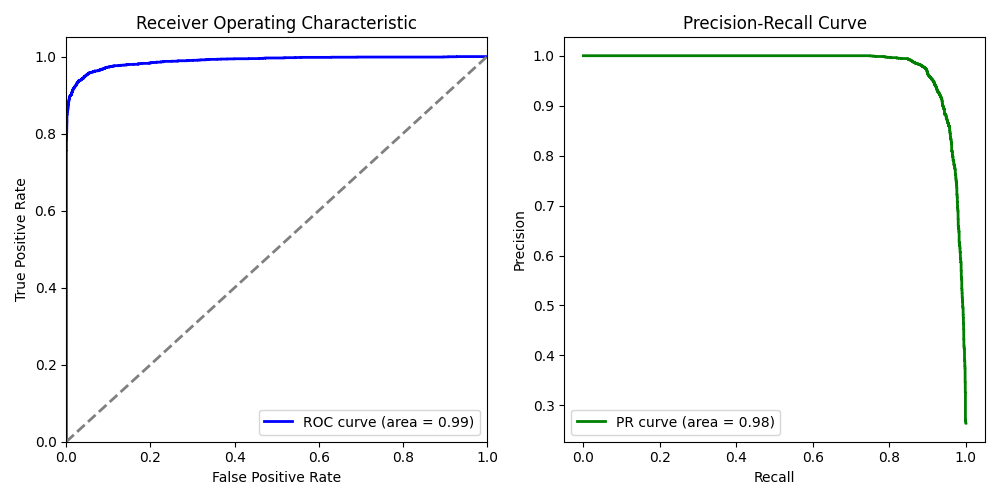 Receiver Operating Characteristic
True Positive Rate
1.0
0.8
0.6
0.4
0.2
0.0
0.0 0.2 0.4 0.6 0.8 1.0
False Positive Rate
ROC curve (area = 0.99)
Precision-Recall Curve
Precision
1.0
0.9
0.8
0.7
0.6
0.5
0.4
0.3
0.0 0.2 0.4 0.6 0.8 1.0
Recall
PR curve (area = 0.98)